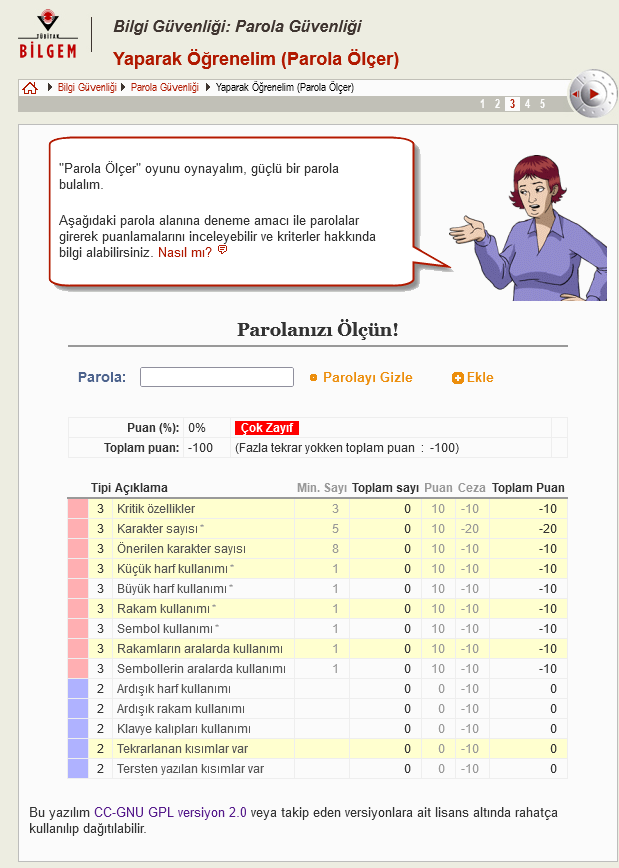 TÜBİTAK
BİLGEM
Bilgi Güvenliği: Parola Güvenliği
Yaparak Öğrenelim (Parola Ölçer)
Bilgi Güvenliği Parola Güvenliği Yaparak Öğrenelim (Parola Ölçer)
1 2 3 4 5
"Parola Ölçer" oyunu oynayalım, güçlü bir parola
bulalım.
Aşağıdaki parola alanına deneme amacı ile parolalar
girerek puanlamalarını inceleyebilir ve kriterler hakkında
bilgi alabilirsiniz. Nasıl mı?
Parolanızı Ölçün!
Parola: Parolayı Gizle Ekle
Puan (%): 0% Çok Zayıf
Toplam puan: -100 (Fazla tekrar yokken toplam puan : -100)
Tipi Açıklama Min. Sayı Toplam sayı Puan Ceza Toplam Puan
3 Kritik özellikler 3 0 10 -10 -10
3 Karakter sayısı * 5 0 10 -20 -20
3 Önerilen karakter sayısı 8 0 10 -10 -10
3 Küçük harf kullanımı * 1 0 10 -10 -10
3 Büyük harf kullanımı * 1 0 10 -10 -10
3 Rakam kullanımı * 1 0 10 -10 -10
3 Sembol kullanımı * 1 0 10 -10 -10
3 Rakamların aralarda kullanımı 1 0 10 -10 -10
3 Sembollerin aralarda kullanımı 1 0 10 -10 -10
2 Ardışık harf kullanımı 0 0 -10 0
2 Ardışık rakam kullanımı 0 0 -10 0
2 Klavye kalıpları kullanımı 0 0 -10 0
2 Tekrarlanan kısımlar var 0 0 -10 0
2 Tersten yazılan kısımlar var 0 0 -10 0
Bu yazılım CC-GNU GPL versiyon 2.0 veya takip eden versiyonlara ait lisans altında rahatça
kullanılıp dağıtılabilir.